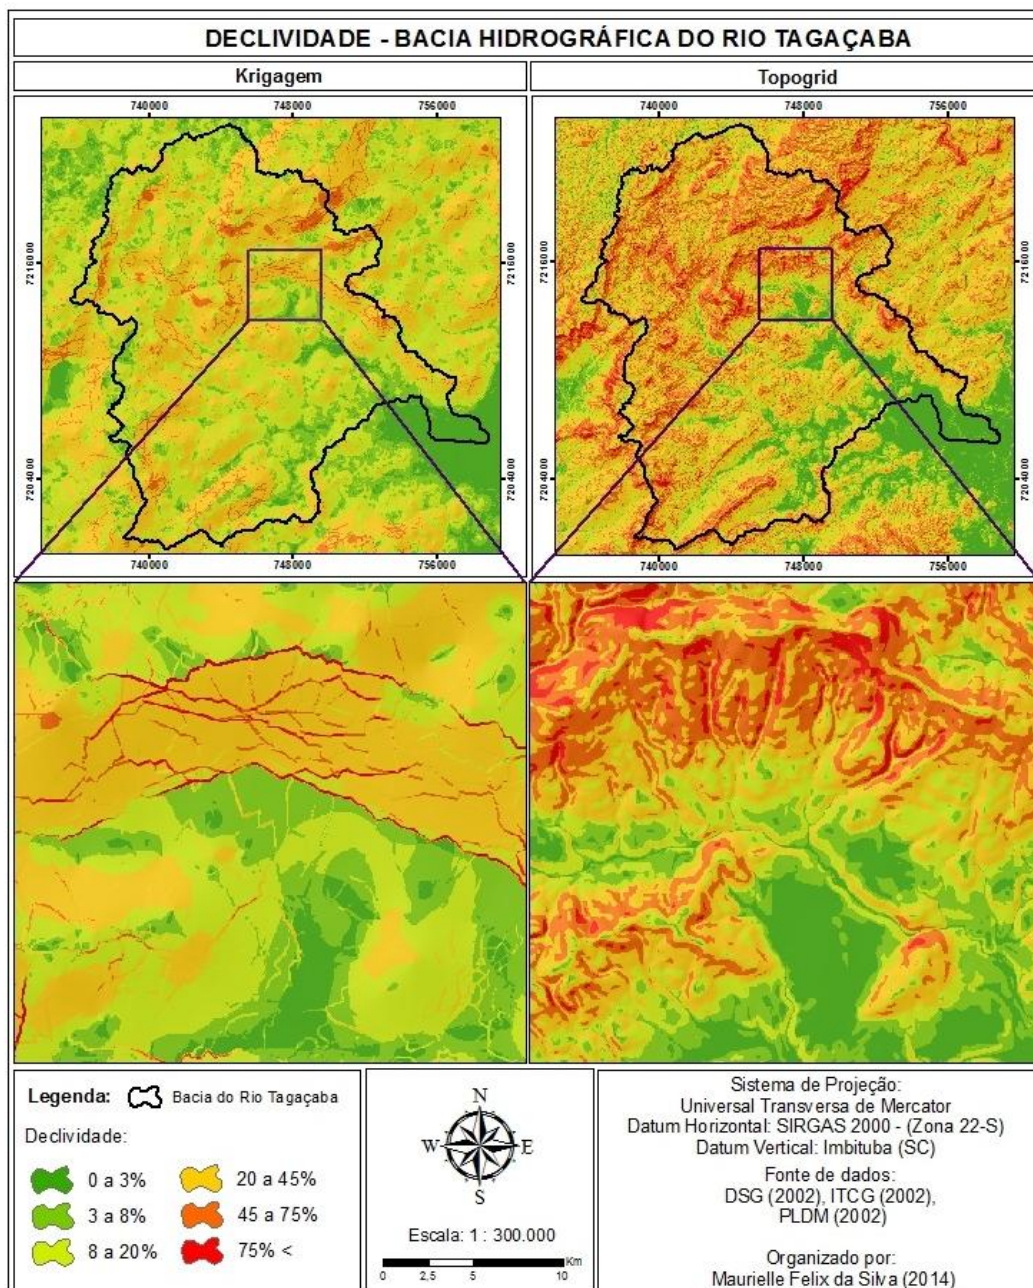 DECLIVIDADE - BACIA HIDROGRÁFICA DO RIO TAGAÇABA
Krigagem
Topogrid
740000 748000 756000
740000 748000 756000
7216000 7216000 7216000
7204000 7204000 7204000
740000 748000 756000
740000 748000 756000
Legenda: Bacia do Rio Tagaçaba
Declividade:
0 a 3% 20 a 45%
3 a 8% 45 a 75%
8 a 20% 75% <
N
W E
S
Escala: 1 : 300.000
Km
0 2,5 5 10
Sistema de Projeção:
Universal Transversa de Mercator
Datum Horizontal: SIRGAS 2000 - (Zona 22-S)
Datum Vertical: Imbituba (SC)
Fonte de dados:
DSG (2002), ITCG (2002),
PLDM (2002)
Organizado por:
Maurielle Felix da Silva (2014)